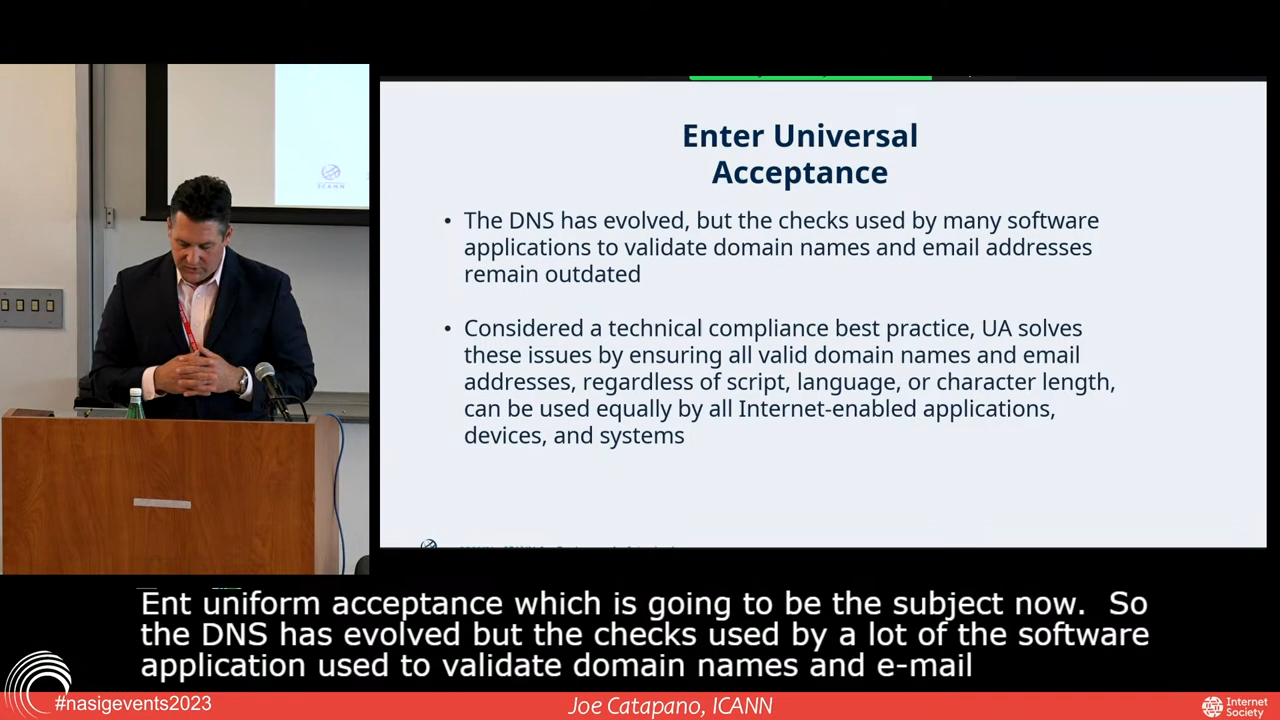 ICANN
Enter Universal
Acceptance
• The DNS has evolved, but the checks used by many software
applications to validate domain names and email addresses
remain outdated
• Considered a technical compliance best practice, UA solves
these issues by ensuring all valid domain names and email
addresses, regardless of script, language, or character length,
can be used equally by all Internet-enabled applications,
devices, and systems
Ent uniform acceptance which is going to be the subject now. So
the DNS has evolved but the checks used by a lot of the software
application used to validate domain names and e-mail
#nasigevents2023
Joe Catapano, ICANN
Internet
Society